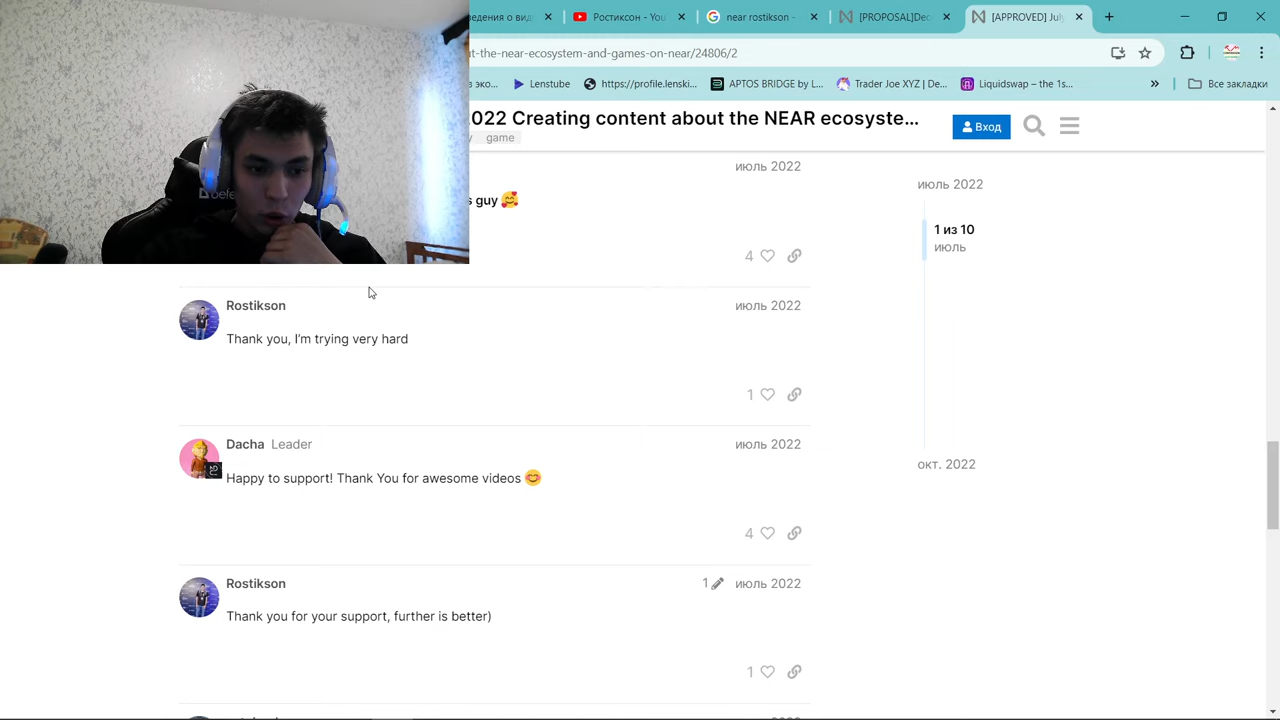 ведения о вид
Ростиксон - You
near rostikson -
[PROPOSAL]Dec
[APPROVED] July
t-the-near-ecosystem-and-games-on-near/24806/2
зко...
Lenstube
https://profile.lenski...
APTOS BRIDGE by L...
Trader Joe XYZ | De...
Liquidswap – the 1s...
Все закладки
022 Creating content about the NEAR ecosyste...
game
Вход
июль 2022
s guy 🥰
4
июль 2022
1 из 10
июль
окт. 2022
Rostikson
июль 2022
Thank you, I'm trying very hard
1
Dacha Leader
июль 2022
Happy to support! Thank You for awesome videos 😊
4
Rostikson
1 июль 2022
Thank you for your support, further is better)
1